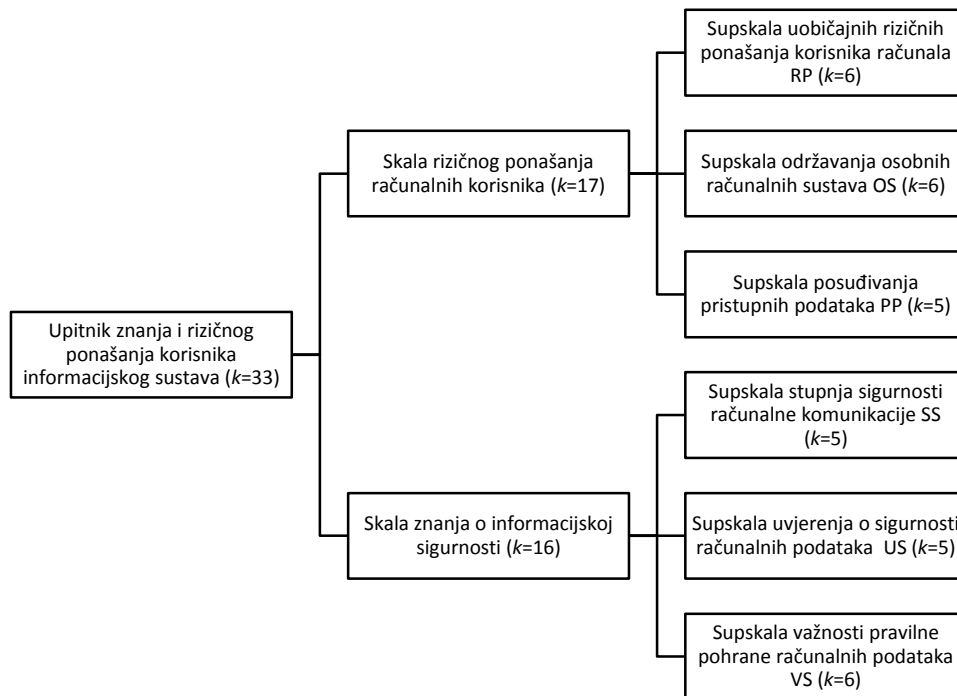 Upitnik znanja i rizičnog
ponašanja korisnika
informacijskog sustava (k=33)
Skala rizičnog ponašanja
računalnih korisnika (k=17)
Supskala uobičajnih rizičnih
ponašanja korisnika računala
RP (k=6)
Supskala održavanja osobnih
računalnih sustava OS (k=6)
Supskala posuđivanja
pristupnih podataka PP (k=5)
Skala znanja o informacijskoj
sigurnosti (k=16)
Supskala stupnja sigurnosti
računalne komunikacije SS
(k=5)
Supskala uvjerenja o sigurnosti
računalnih podataka  US (k=5)
Supskala važnosti pravilne
pohrane računalnih podataka
VS (k=6)